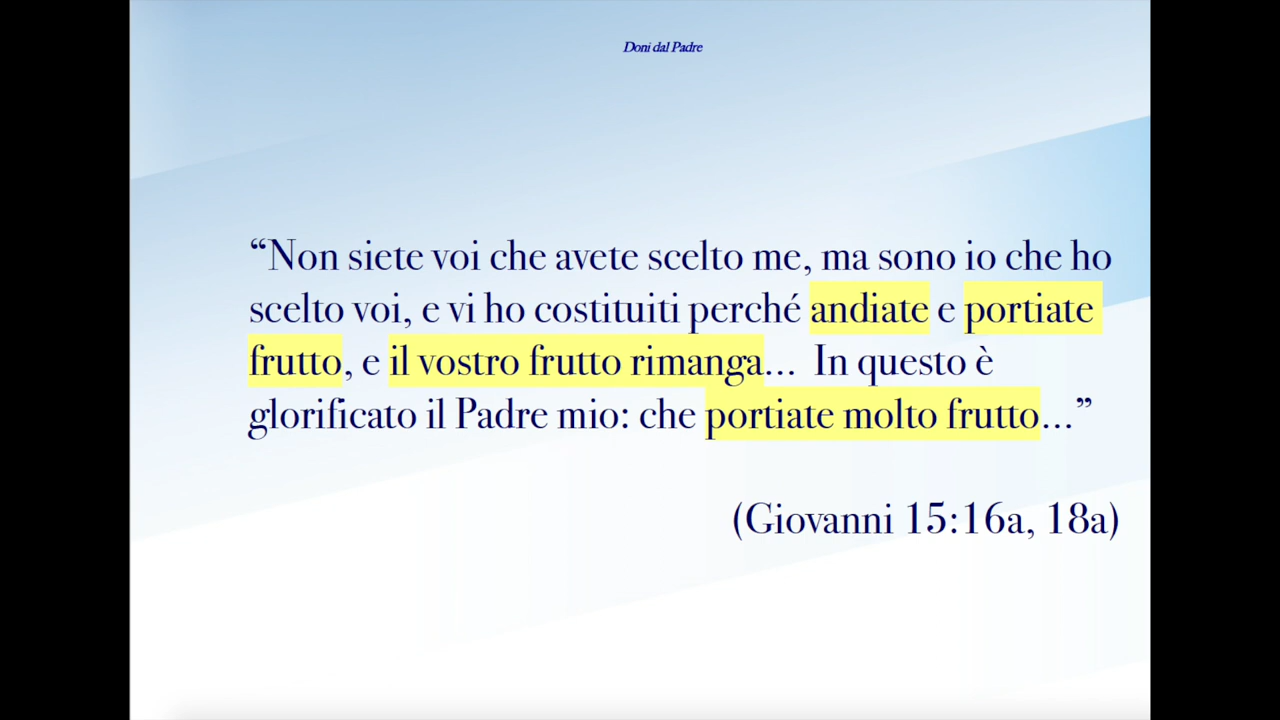 Doni dal Padre
“Non siete voi che avete scelto me, ma sono io che ho
scelto voi, e vi ho costituiti perché andiate e portiate
frutto, e il vostro frutto rimanga… In questo è
glorificato il Padre mio: che portiate molto frutto…”
(Giovanni 15:16a, 18a)